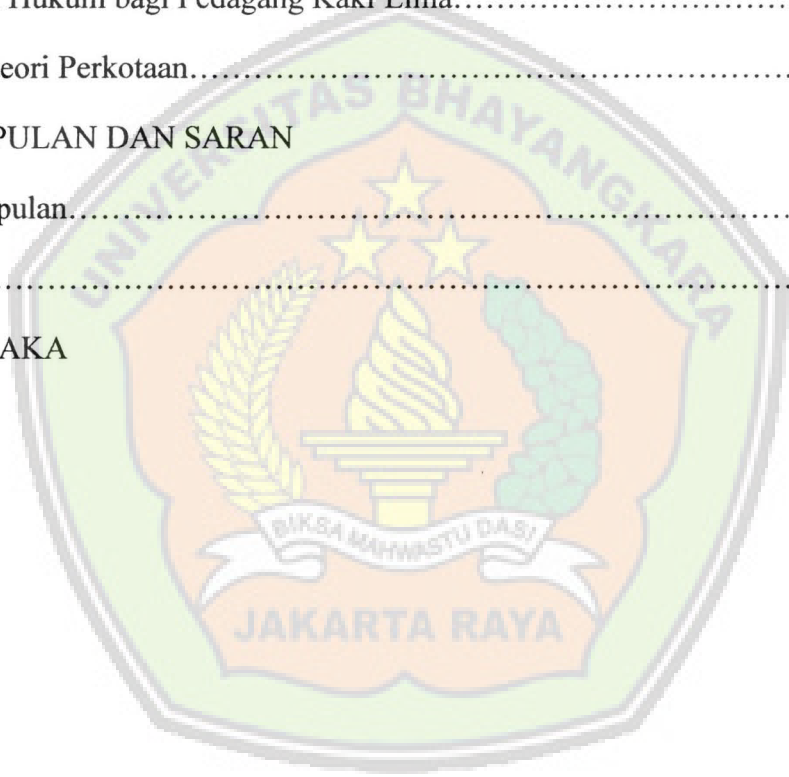 Hukum bagi Pedagang Kaki Lima……………………………
eori Perkotaan………………………………………………………
PULAN DAN SARAN
pulan……………………………………………………………………
…………………………………………………………………………
AKA
UNIVERSITAS BHAYANGKARA
BIKSA MAHWASTU DASI
JAKARTA RAYA